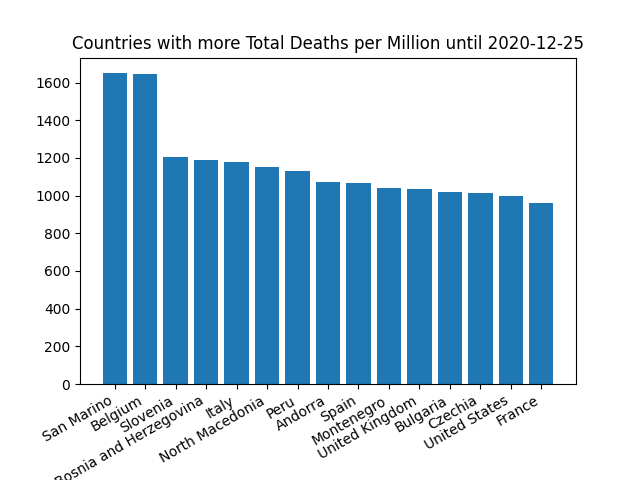 Countries with more Total Deaths per Million until 2020-12-25
1600
1400
1200
1000
800
600
400
200
0
San Marino
Belgium
Slovenia
Bosnia and Herzegovina
Italy
North Macedonia
Peru
Andorra
Spain
Montenegro
United Kingdom
Bulgaria
Czechia
United States
France